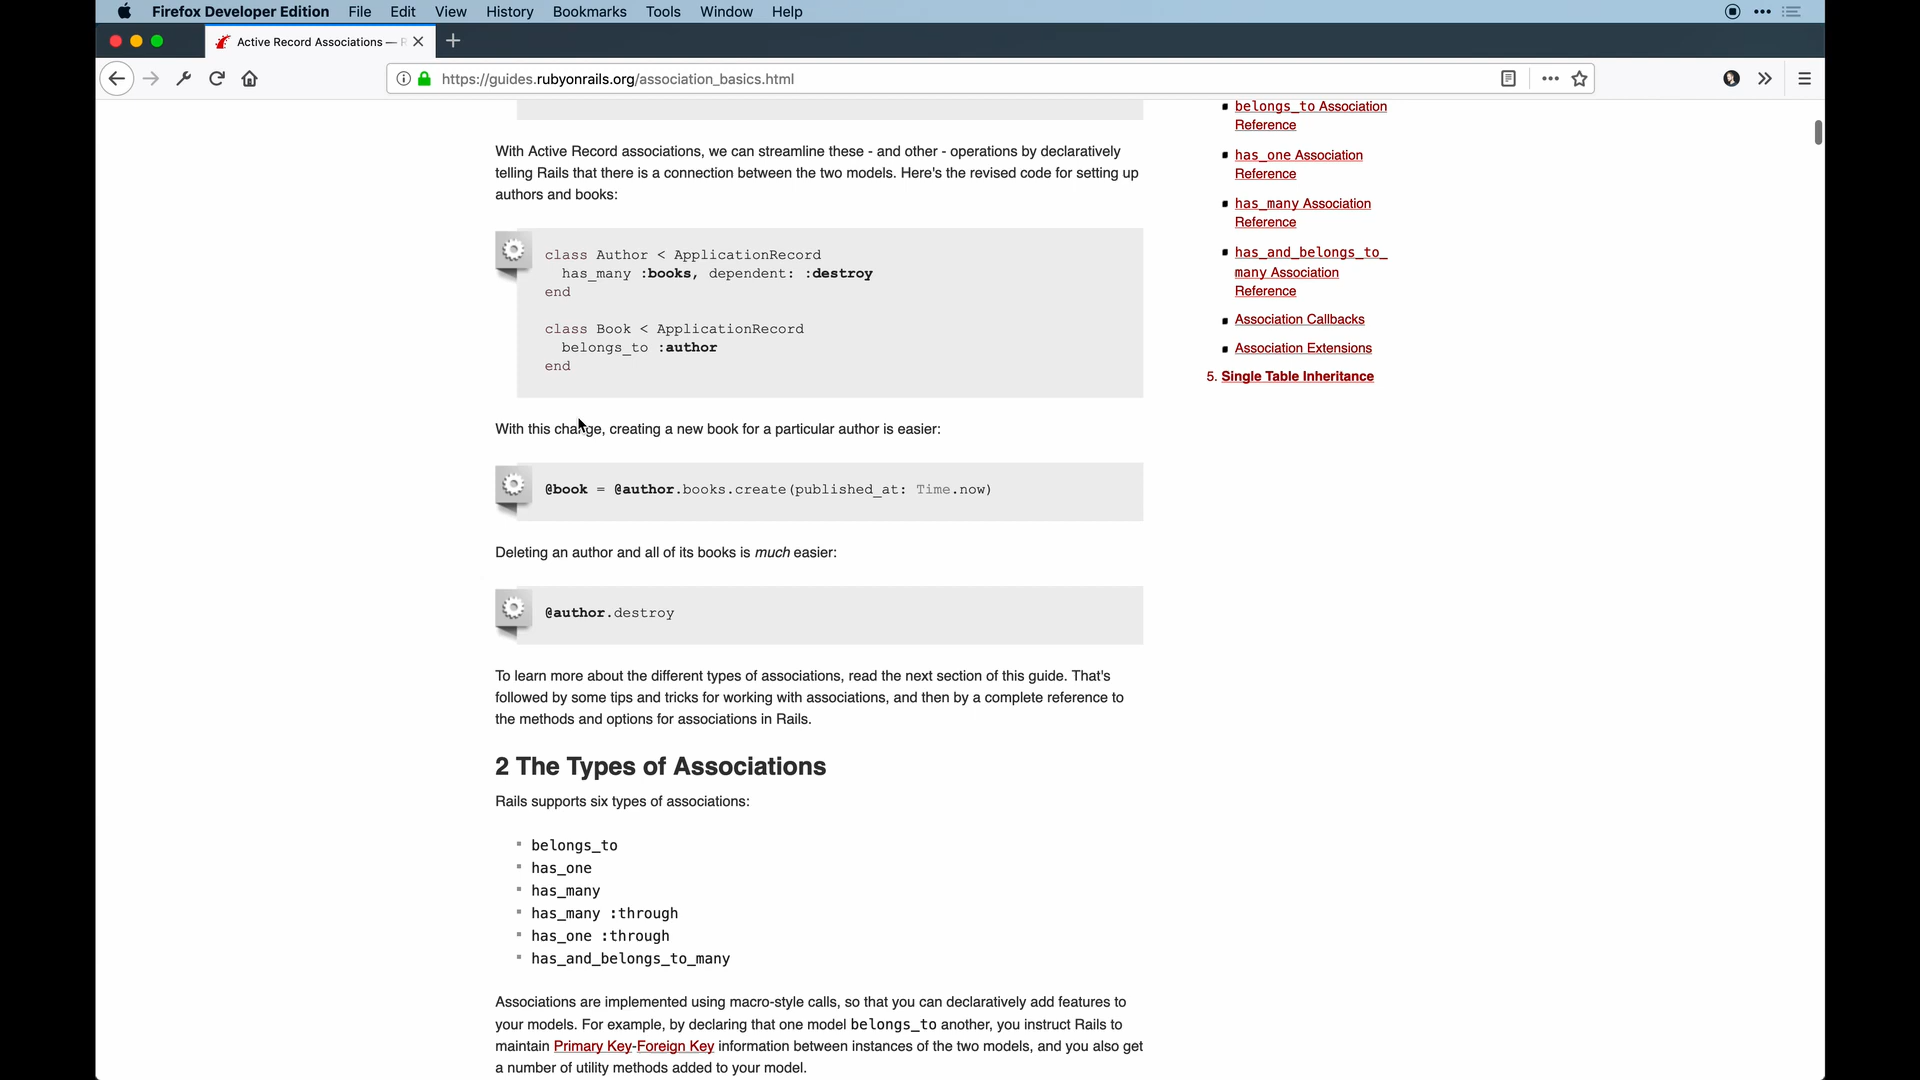 Firefox Developer Edition File Edit View History Bookmarks Tools Window Help
Active Record Associations —
https://guides.rubyonrails.org/association_basics.html
With Active Record associations, we can streamline these - and other - operations by declaratively
telling Rails that there is a connection between the two models. Here's the revised code for setting up
authors and books:
class Author < ApplicationRecord
has_many :books, dependent: :destroy
end
class Book < ApplicationRecord
belongs_to :author
end
With this change, creating a new book for a particular author is easier:
@book = @author.books.create(published_at: Time.now)
Deleting an author and all of its books is much easier:
@author.destroy
To learn more about the different types of associations, read the next section of this guide. That's
followed by some tips and tricks for working with associations, and then by a complete reference to
the methods and options for associations in Rails.
2 The Types of Associations
Rails supports six types of associations:
belongs_to
has_one
has_many
has_many :through
has_one :through
has_and_belongs_to_many
Associations are implemented using macro-style calls, so that you can declaratively add features to
your models. For example, by declaring that one model belongs_to another, you instruct Rails to
maintain Primary Key-Foreign Key information between instances of the two models, and you also get
a number of utility methods added to your model.
belongs_to Association
Reference
has_one Association
Reference
has_many Association
Reference
has_and_belongs_to_
many Association
Reference
Association Callbacks
Association Extensions
5. Single Table Inheritance